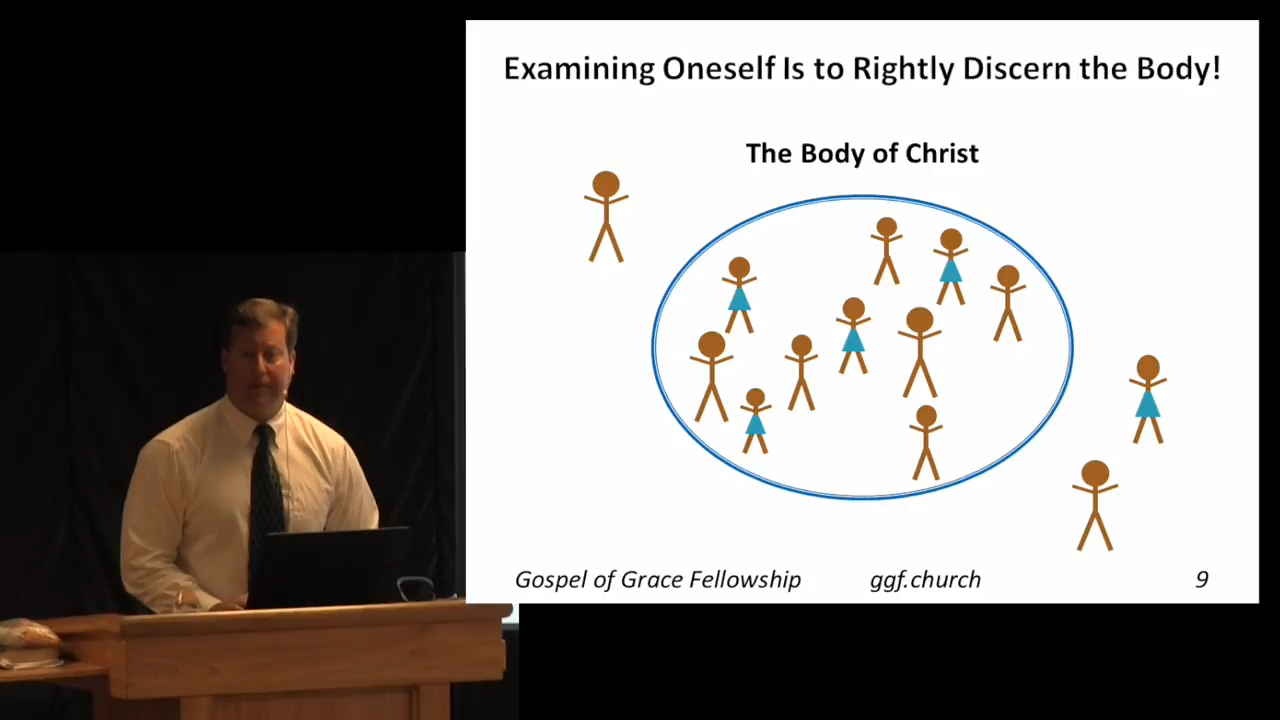 Examining Oneself Is to Rightly Discern the Body!
The Body of Christ
Gospel of Grace Fellowship ggf.church 9